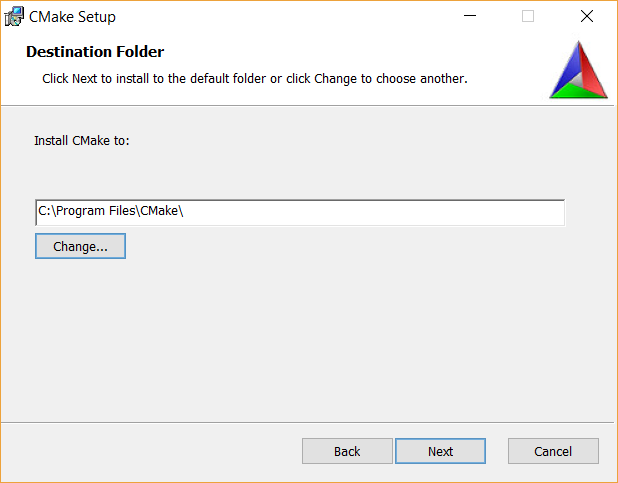 CMake Setup
Destination Folder
Click Next to install to the default folder or click Change to choose another.
Install CMake to:
C:\Program Files\CMake\
Change...
Back
Next
Cancel